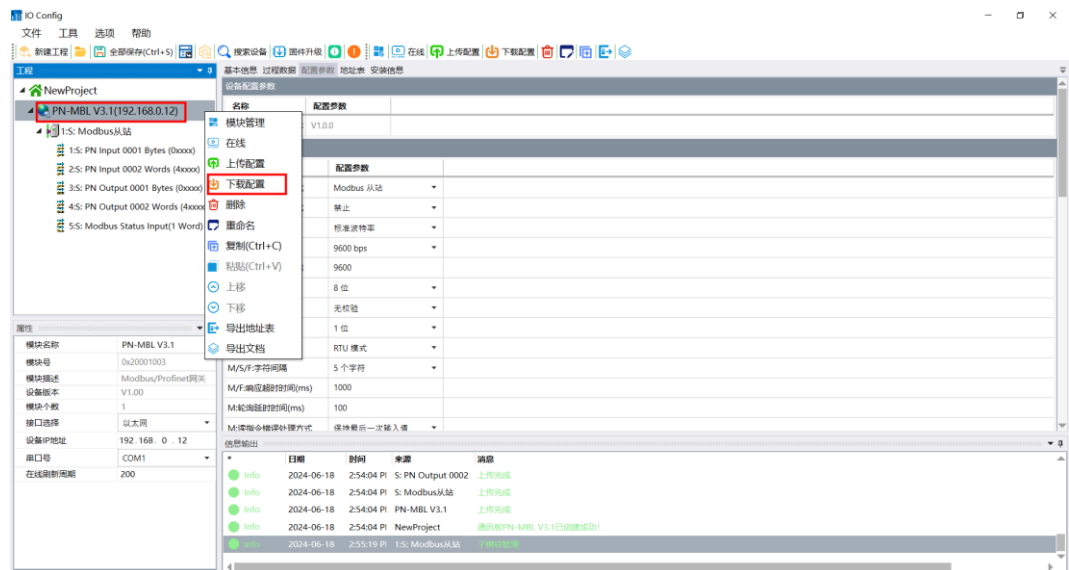 IO Config
文件 工具 选项 帮助
新建工程 全部保存(Ctrl+S) 搜索设备 固件升级 在线 上传配置 下载配置
工程
NewProject
PN-MBL V3.1(192.168.0.12)
1:S: Modbus从站
1:S: PN Input 0001 Bytes (0xxxx)
2:S: PN Input 0002 Words (4xxxx)
3:S: PN Output 0001 Bytes (0xxxx)
4:S: PN Output 0002 Words (4xxxx
5:S: Modbus Status Input(1 Word)
模块管理
在线
上传配置
下载配置
删除
重命名
复制(Ctrl+C)
粘贴(Ctrl+V)
上移
下移
导出地址表
导出文档
基本信息 过程数据 配置参数 地址表 安装信息
设备配置参数
名称 配置参数
V1.0.0
配置参数
Modbus 从站
禁止
标准波特率
9600 bps
9600
8 位
无校验
1 位
RTU 模式
M/S/F:字符间隔 5 个字符
M/F:响应超时时间(ms) 1000
M:轮询延时时间(ms) 100
M:读指令错误处理方式 保持最后一次输入值
属性
模块名称 PN-MBL V3.1
模块号 0x20001003
模块描述 Modbus/Profinet网关
设备版本 V1.00
模块个数 1
接口选择 以太网
设备IP地址 192.168. 0 . 12
串口号 COM1
在线刷新周期 200
信息输出
* 日期 时间 来源 消息
Info 2024-06-18 2:54:04 PI S: PN Output 0002 上传完成
Info 2024-06-18 2:54:04 PI S: Modbus从站 上传完成
Info 2024-06-18 2:54:04 PI PN-MBL V3.1 上传完成
Info 2024-06-18 2:54:04 PI NewProject 通讯板PN-MBL V3.1已创建成功!
Info 2024-06-18 2:55:19 PI 1:S: Modbus从站 子模块管理